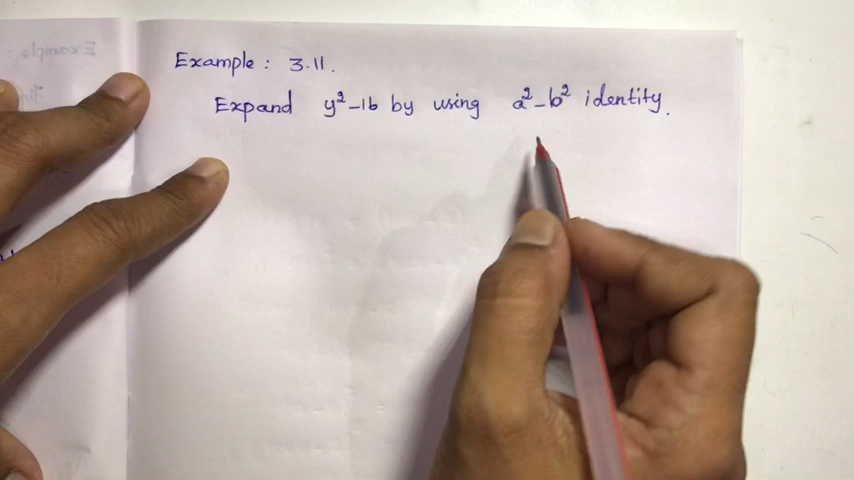 Example: 3.11.
Expand y²-16 by using a²-b² identity.